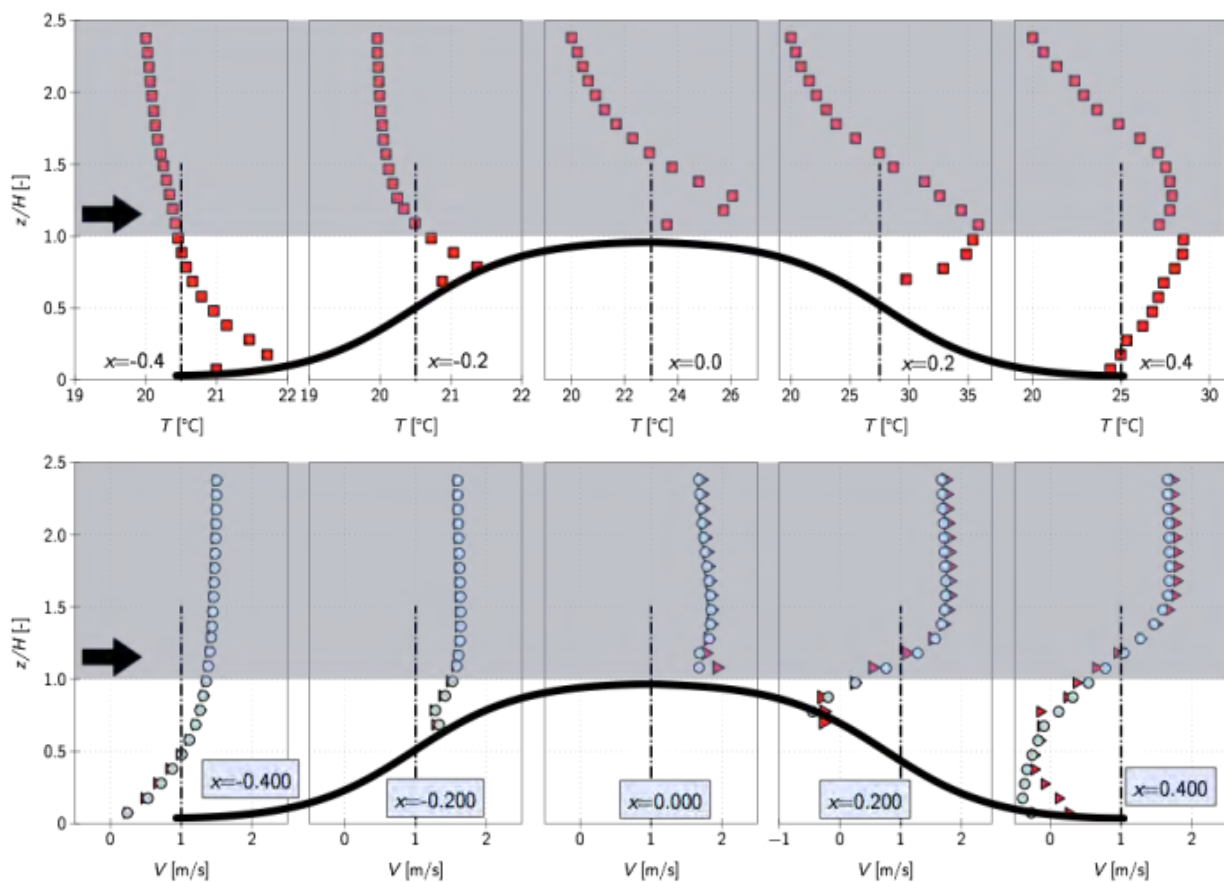 2.5
2.0
1.5
1.0
0.5
0
z/H [-]
x=-0.4
x=-0.2
x=0.0
x=0.2
x=0.4
19 20 21 22 19 20 21 22 20 22 24 26 20 25 30 35 20 25 30
T [°C] T [°C] T [°C] T [°C] T [°C]
2.5
2.0
1.5
1.0
0.5
0
z/H [-]
x=-0.400
x=-0.200
x=0.000
x=0.200
x=0.400
0 1 2 0 1 2 0 1 2 −1 0 1 2 0 1 2
V [m/s] V [m/s] V [m/s] V [m/s] V [m/s]